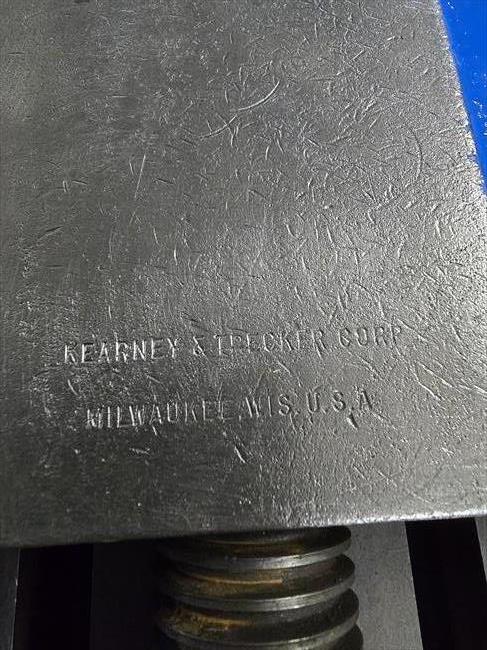 KEARNEY & TRECKER CORP.
MILWAUKEE, WIS. U.S.A.